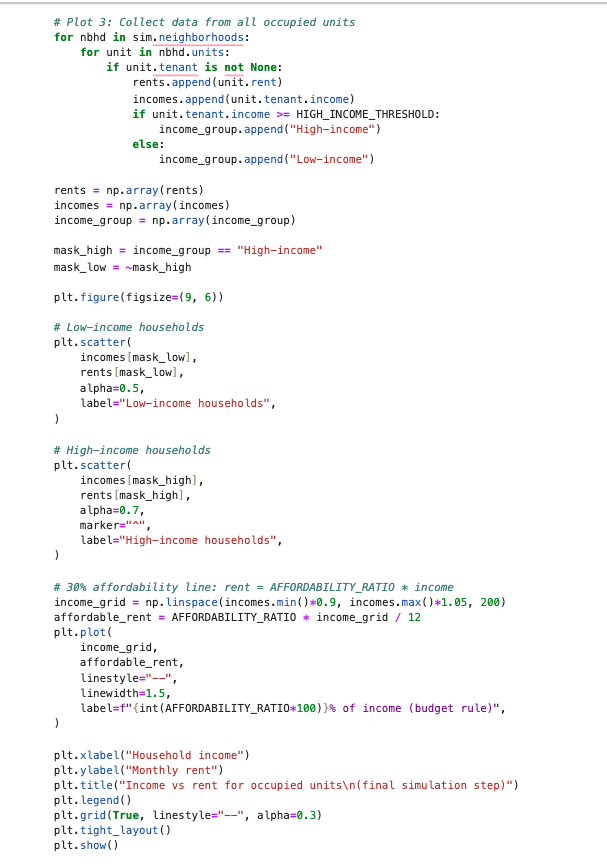 # Plot 3: Collect data from all occupied units
for nbhd in sim.neighborhoods:
    for unit in nbhd.units:
        if unit.tenant is not None:
            rents.append(unit.rent)
            incomes.append(unit.tenant.income)
            if unit.tenant.income >= HIGH_INCOME_THRESHOLD:
                income_group.append("High-income")
            else:
                income_group.append("Low-income")

rents = np.array(rents)
incomes = np.array(incomes)
income_group = np.array(income_group)

mask_high = income_group == "High-income"
mask_low = ~mask_high

plt.figure(figsize=(9, 6))

# Low-income households
plt.scatter(
    incomes[mask_low],
    rents[mask_low],
    alpha=0.5,
    label="Low-income households",
)

# High-income households
plt.scatter(
    incomes[mask_high],
    rents[mask_high],
    alpha=0.7,
    marker="^",
    label="High-income households",
)

# 30% affordability line: rent = AFFORDABILITY_RATIO * income
income_grid = np.linspace(incomes.min()*0.9, incomes.max()*1.05, 200)
affordable_rent = AFFORDABILITY_RATIO * income_grid / 12
plt.plot(
    income_grid,
    affordable_rent,
    linestyle="--",
    linewidth=1.5,
    label=f"{int(AFFORDABILITY_RATIO*100)}% of income (budget rule)",
)

plt.xlabel("Household income")
plt.ylabel("Monthly rent")
plt.title("Income vs rent for occupied units\n(final simulation step)")
plt.legend()
plt.grid(True, linestyle="--", alpha=0.3)
plt.tight_layout()
plt.show()